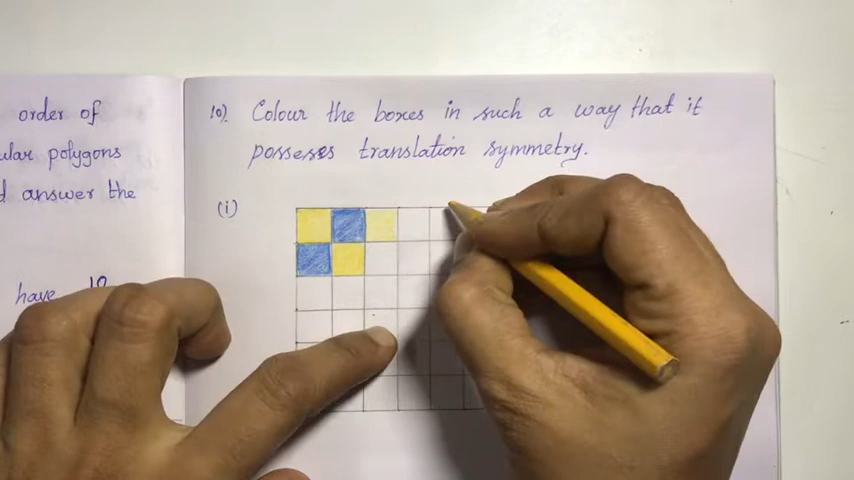 order of
ular polygons
d answer the
have 10
10). Colour the boxes in such a way that it
possesses translation symmetry.
(i)